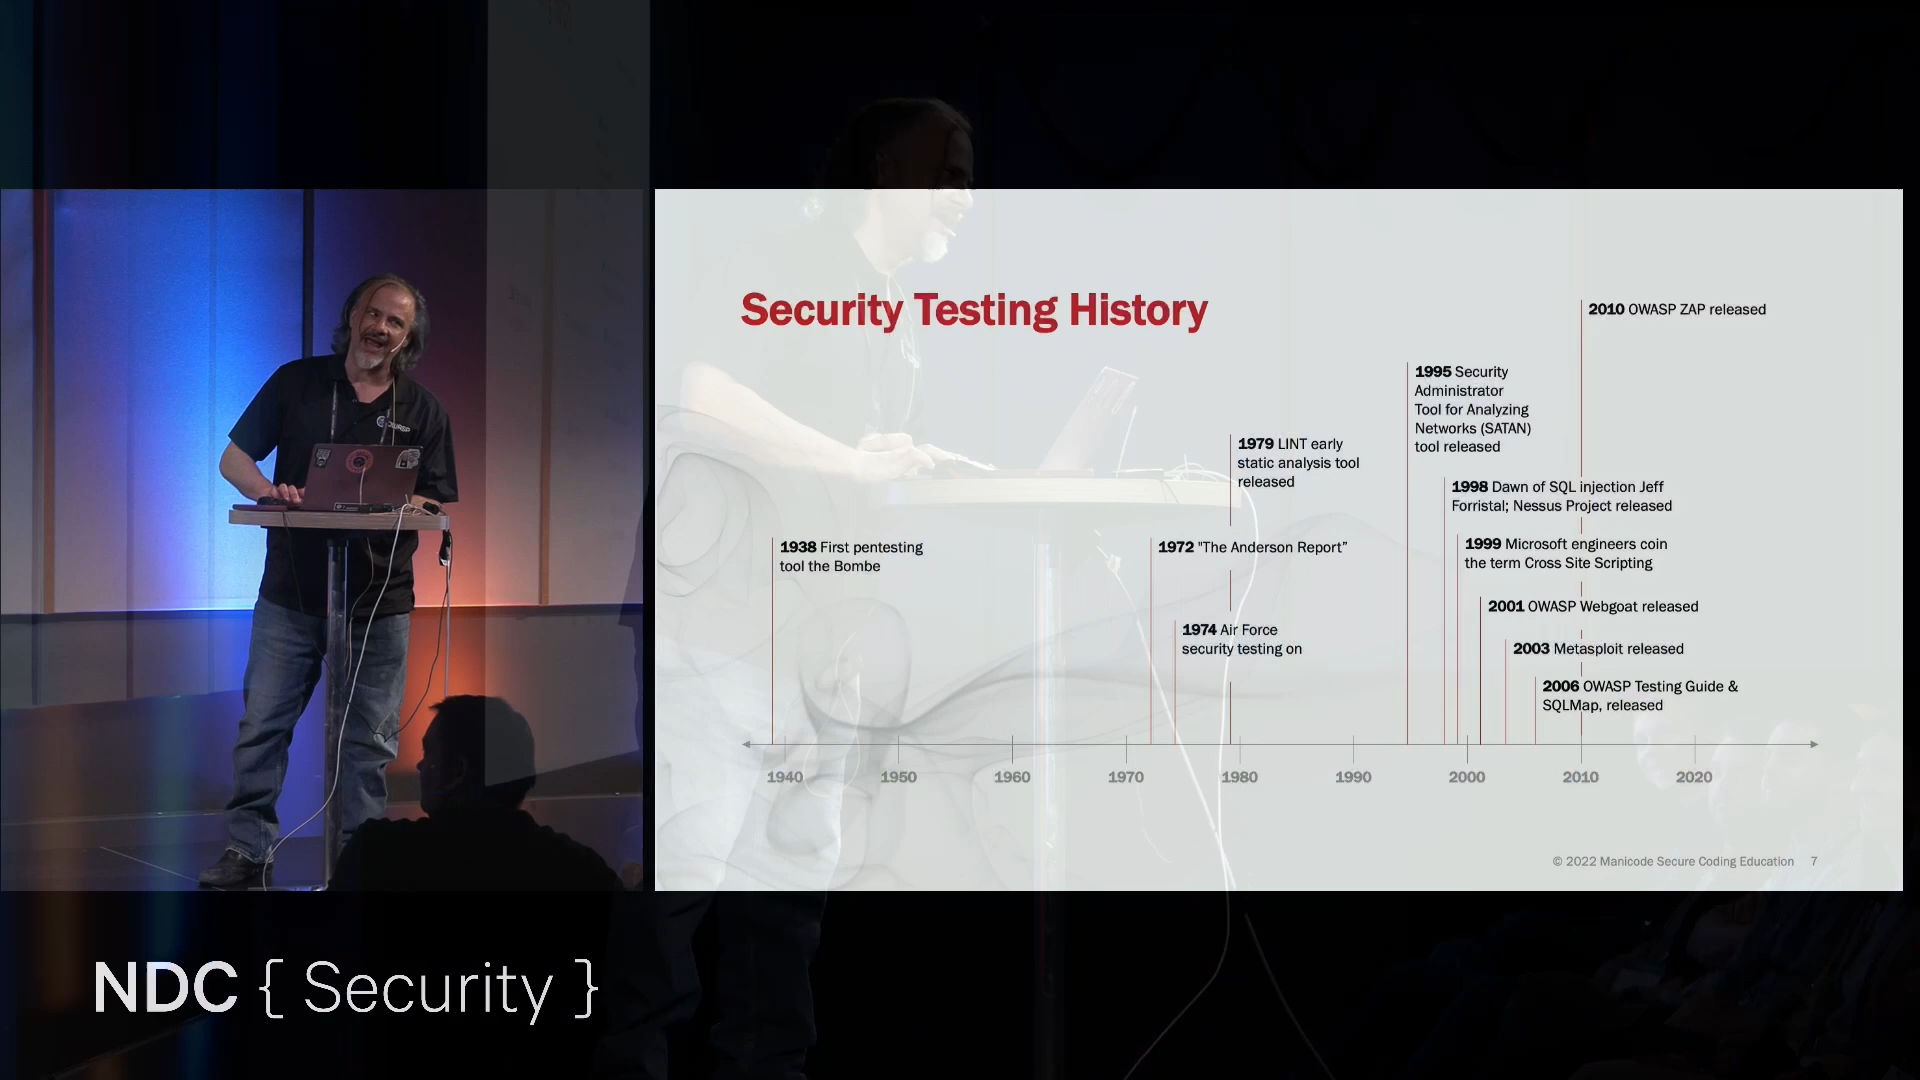 Security Testing History
2010 OWASP ZAP released
1995 Security
Administrator
Tool for Analyzing
Networks (SATAN)
tool released
1979 LINT early
static analysis tool
released
1998 Dawn of SQL injection Jeff
Forristal; Nessus Project released
1938 First pentesting
tool the Bombe
1972 "The Anderson Report”
1999 Microsoft engineers coin
the term Cross Site Scripting
2001 OWASP Webgoat released
1974 Air Force
security testing on
2003 Metasploit released
2006 OWASP Testing Guide &
SQLMap, released
1940 1950 1960 1970 1980 1990 2000 2010 2020
© 2022 Manicode Secure Coding Education 7
NDC { Security }